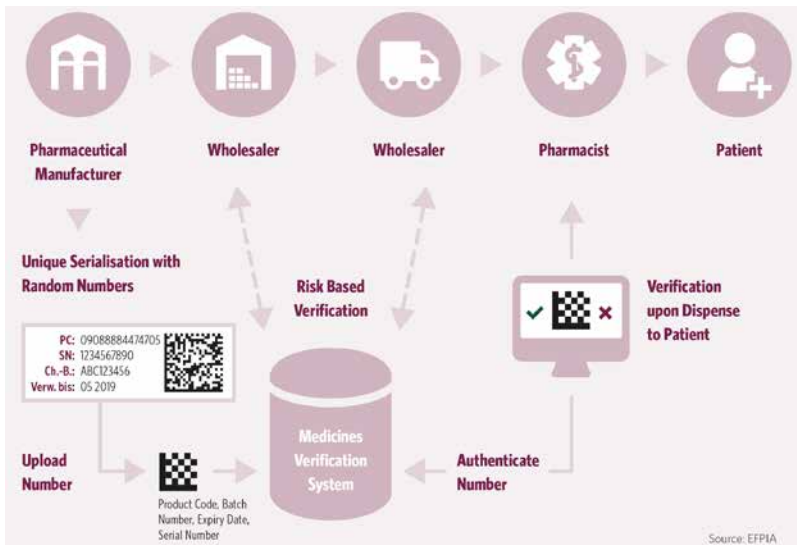 Pharmaceutical
Manufacturer
Wholesaler
Wholesaler
Pharmacist
Patient
Unique Serialisation with
Random Numbers
Risk Based
Verification
Verification
upon Dispense
to Patient
PC: 09088884474705
SN: 1234567890
Ch.-B.: ABC123456
Verw. bis: 05 2019
Medicines
Verification
System
Upload
Number
Authenticate
Number
Product Code, Batch
Number, Expiry Date,
Serial Number
Source: EFPIA